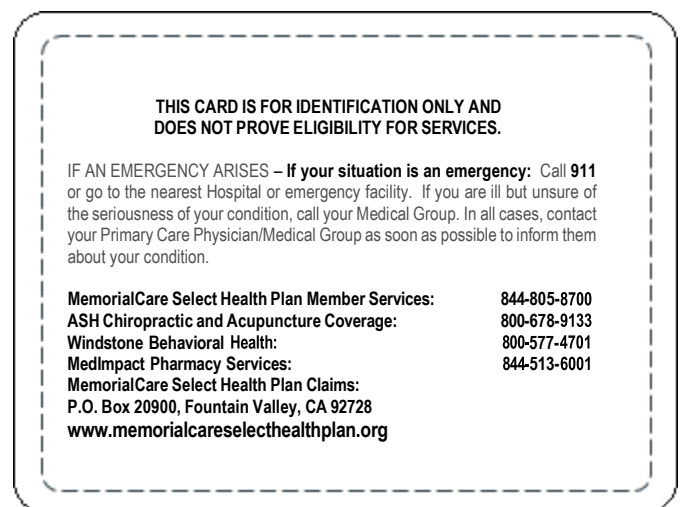 THIS CARD IS FOR IDENTIFICATION ONLY AND
DOES NOT PROVE ELIGIBILITY FOR SERVICES.
IF AN EMERGENCY ARISES – If your situation is an emergency: Call 911
or go to the nearest Hospital or emergency facility. If you are ill but unsure of
the seriousness of your condition, call your Medical Group. In all cases, contact
your Primary Care Physician/Medical Group as soon as possible to inform them
about your condition.
MemorialCare Select Health Plan Member Services: 844-805-8700
ASH Chiropractic and Acupuncture Coverage: 800-678-9133
Windstone Behavioral Health: 800-577-4701
MedImpact Pharmacy Services: 844-513-6001
MemorialCare Select Health Plan Claims:
P.O. Box 20900, Fountain Valley, CA 92728
www.memorialcareselecthealthplan.org